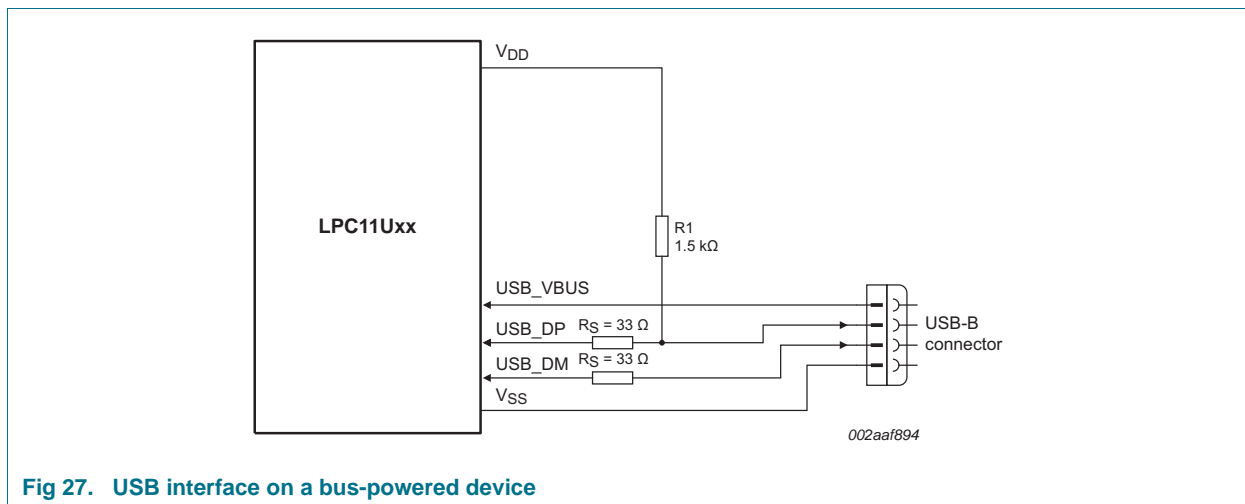 VDD
LPC11Uxx
R1
1.5 kΩ
USB_VBUS
USB_DP RS = 33 Ω
USB-B
connector
USB_DM RS = 33 Ω
VSS
002aaf894
Fig 27. USB interface on a bus-powered device